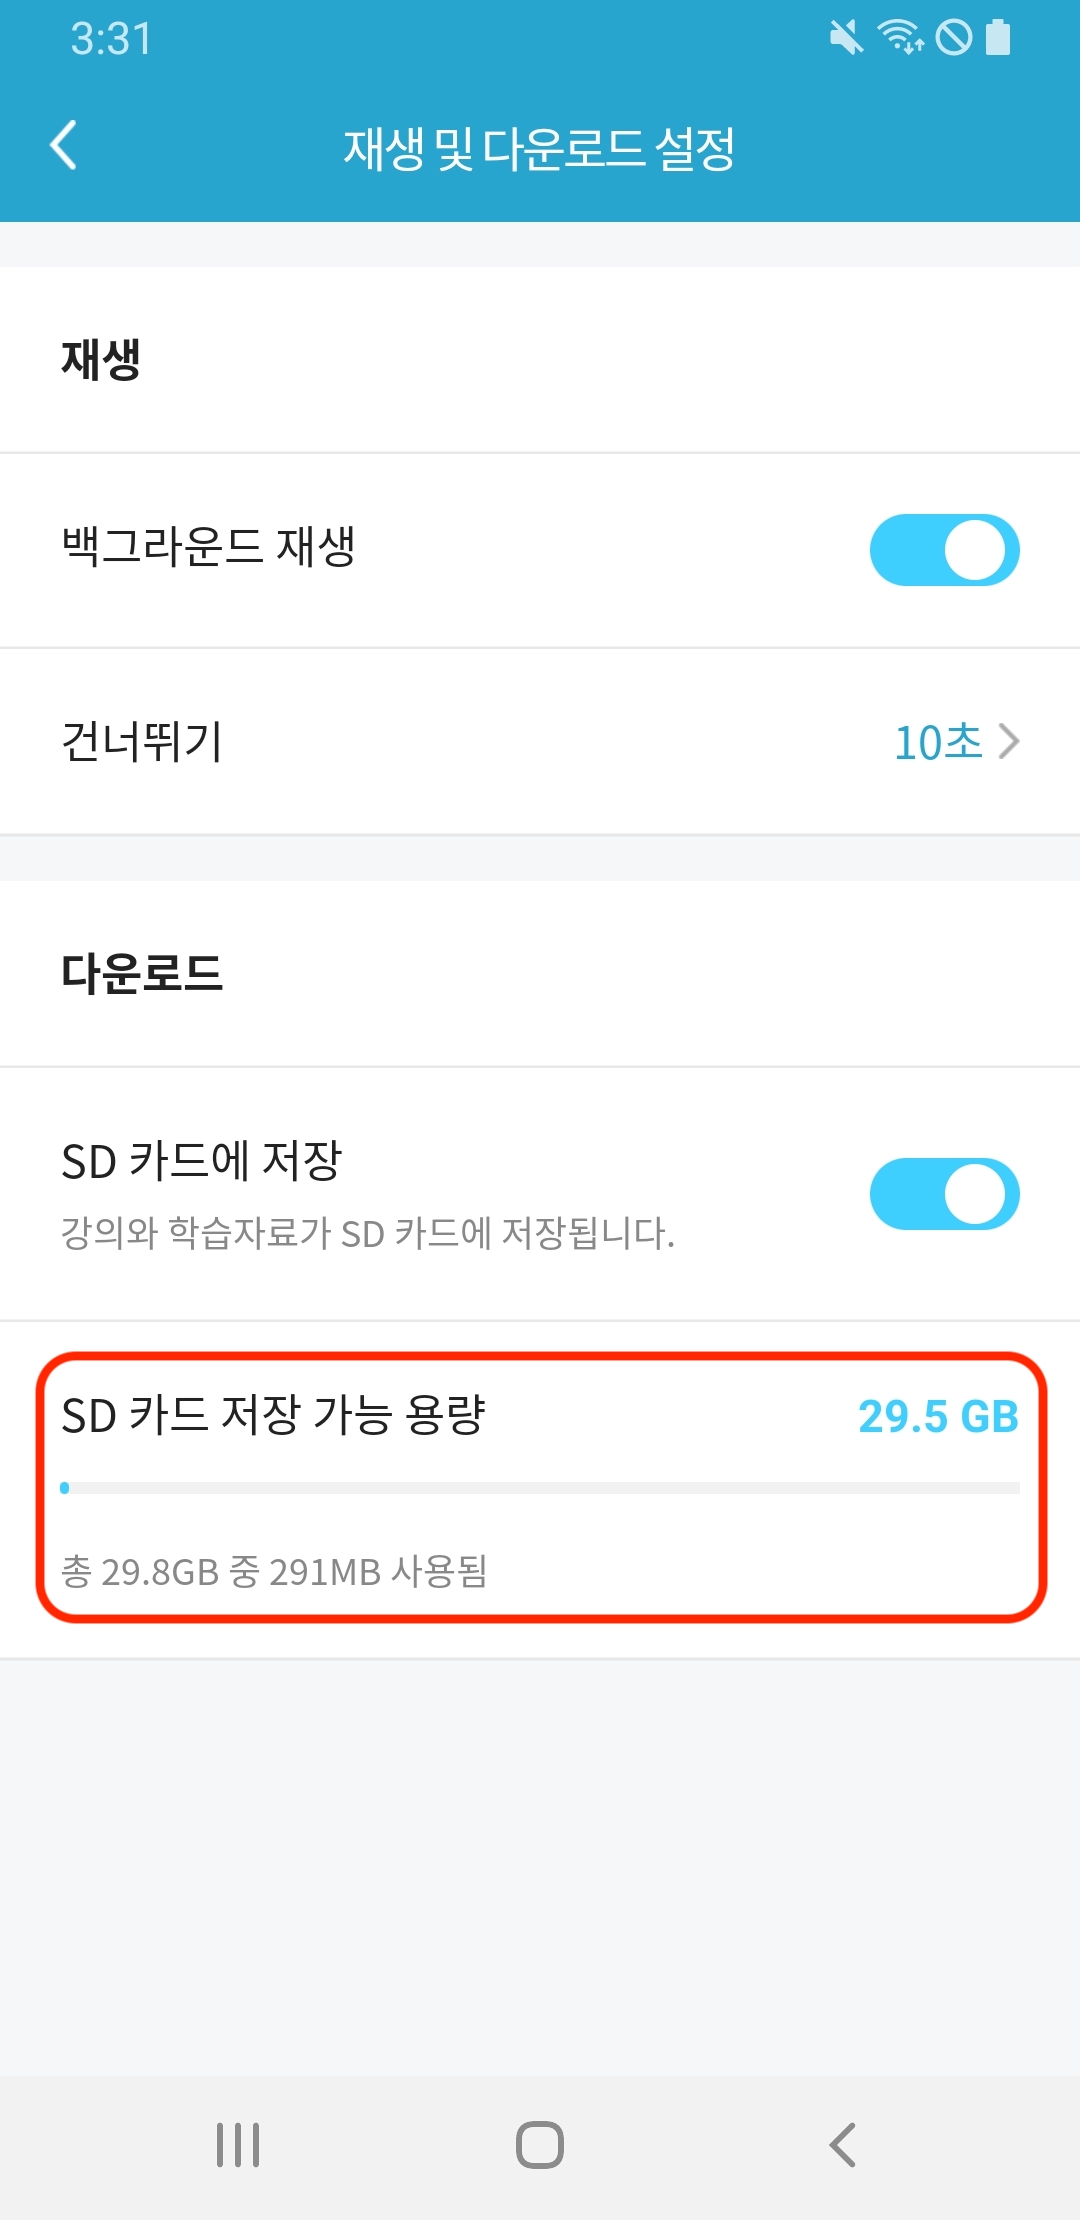 3:31
재생 및 다운로드 설정
재생
백그라운드 재생
건너뛰기
10초
다운로드
SD 카드에 저장
강의와 학습자료가 SD 카드에 저장됩니다.
SD 카드 저장 가능 용량
29.5 GB
총 29.8GB 중 291MB 사용됨